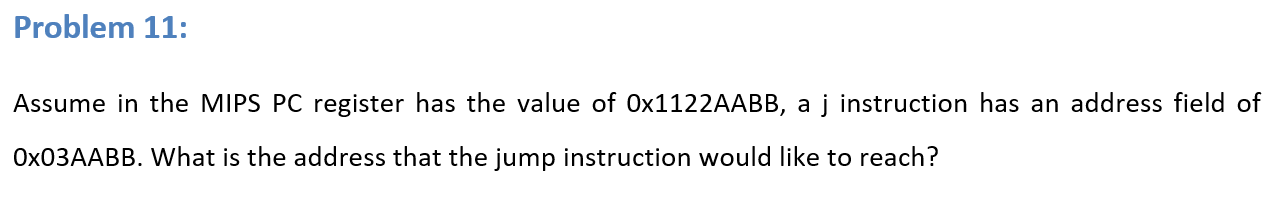 Problem 11:
Assume in the MIPS PC register has the value of 0x1122AABB, a j instruction has an address field of
0x03AABB. What is the address that the jump instruction would like to reach?